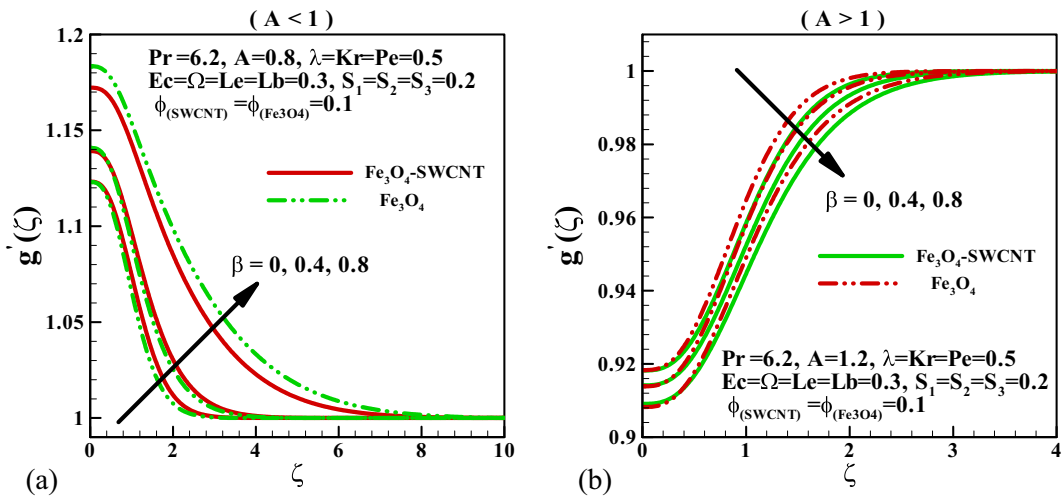 ( A < 1 )
1.2
1.15
1.1
1.05
1
g'(ζ)
Pr =6.2, A=0.8, λ=Kr=Pe=0.5
Ec=Ω=Le=Lb=0.3, S₁=S₂=S₃=0.2
ϕ(SWCNT) =ϕ(Fe3O4)=0.1
Fe₃O₄-SWCNT
Fe₃O₄
β = 0, 0.4, 0.8
0 2 4 6 8 10
(a) ζ
( A > 1 )
1
0.98
0.96
0.94
0.92
0.9
g'(ζ)
β = 0, 0.4, 0.8
Fe₃O₄-SWCNT
Fe₃O₄
Pr =6.2, A=1.2, λ=Kr=Pe=0.5
Ec=Ω=Le=Lb=0.3, S₁=S₂=S₃=0.2
ϕ(SWCNT) =ϕ(Fe3O4)=0.1
0 1 2 3 4
(b) ζ